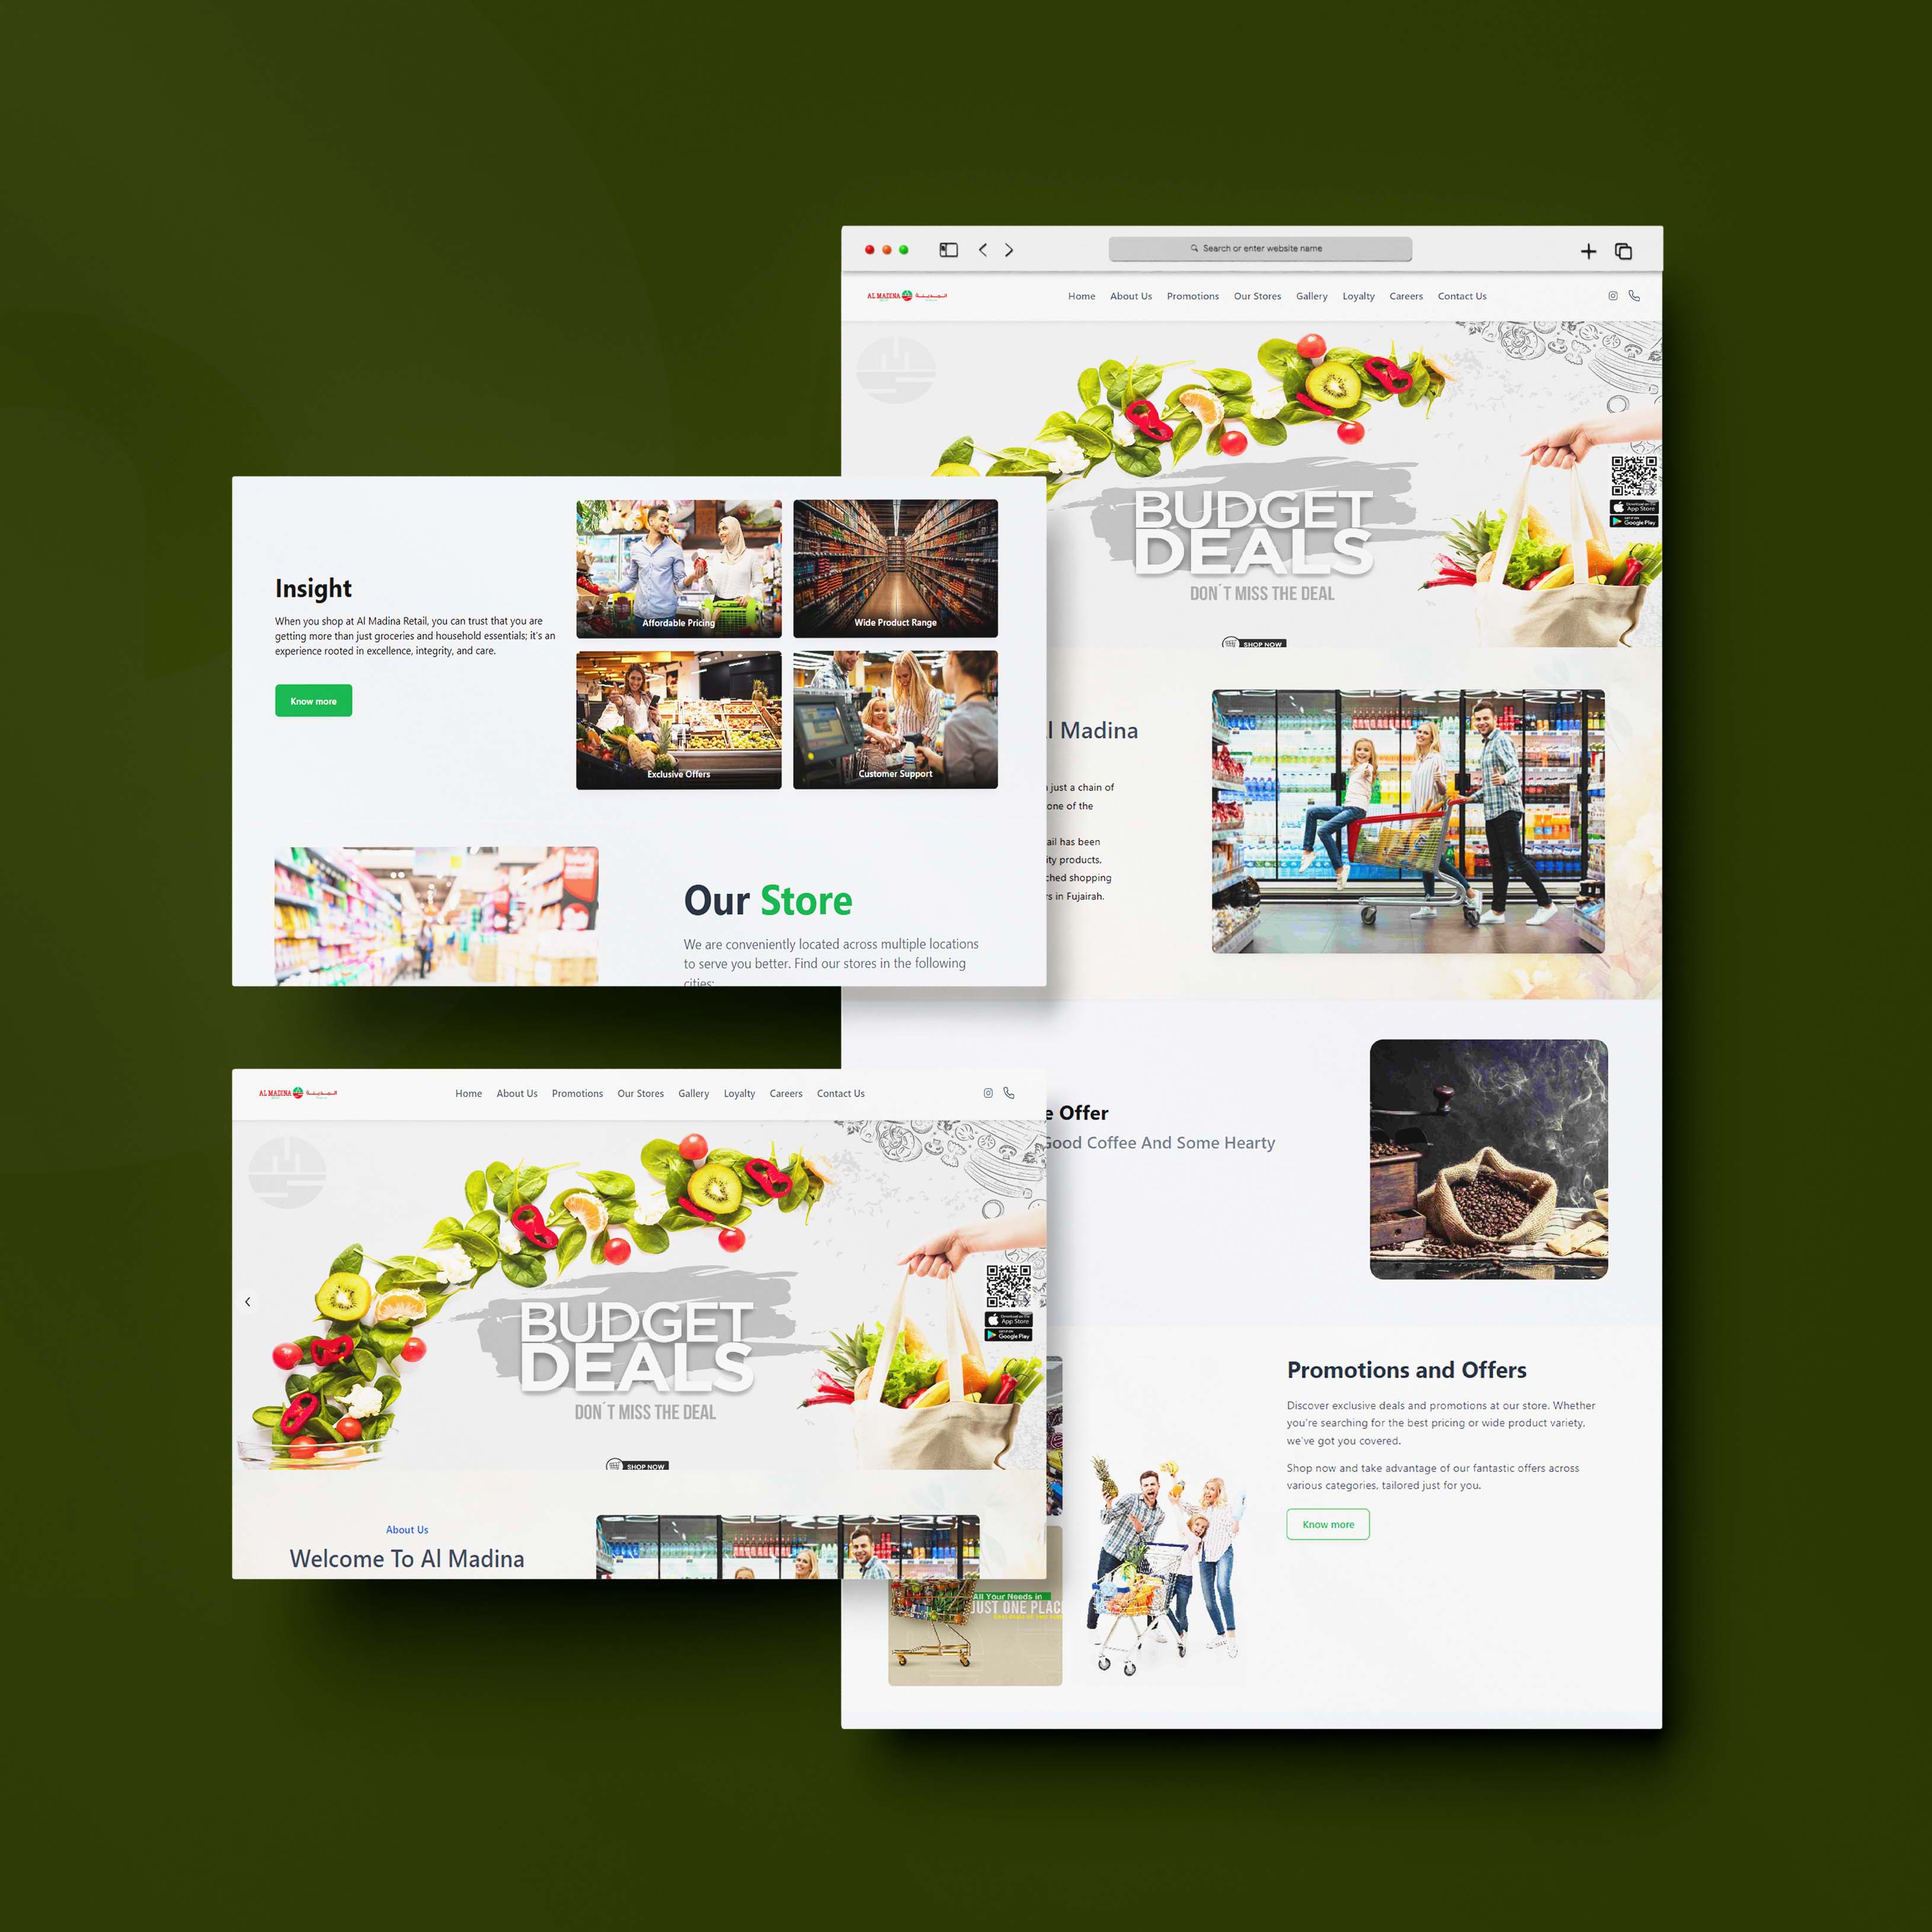 Search or enter website name
AL MADINA المدينة
Home About Us Promotions Our Stores Gallery Loyalty Careers Contact Us
BUDGET
DEALS
DON´T MISS THE DEAL
App Store
Google Play
SHOP NOW
l Madina
just a chain of
one of the
ail has been
ity products,
ched shopping
s in Fujairah.
e Offer
Good Coffee And Some Hearty
Promotions and Offers
Discover exclusive deals and promotions at our store. Whether
you're searching for the best pricing or wide product variety,
we've got you covered.
Shop now and take advantage of our fantastic offers across
various categories, tailored just for you.
Know more
All Your Needs in
JUST ONE PLAC
Insight
When you shop at Al Madina Retail, you can trust that you are
getting more than just groceries and household essentials; it's an
experience rooted in excellence, integrity, and care.
Know more
Affordable Pricing
Wide Product Range
Exclusive Offers
Customer Support
Our Store
We are conveniently located across multiple locations
to serve you better. Find our stores in the following
cities:
AL MADINA المدينة
Home About Us Promotions Our Stores Gallery Loyalty Careers Contact Us
BUDGET
DEALS
DON´T MISS THE DEAL
App Store
Google Play
SHOP NOW
About Us
Welcome To Al Madina